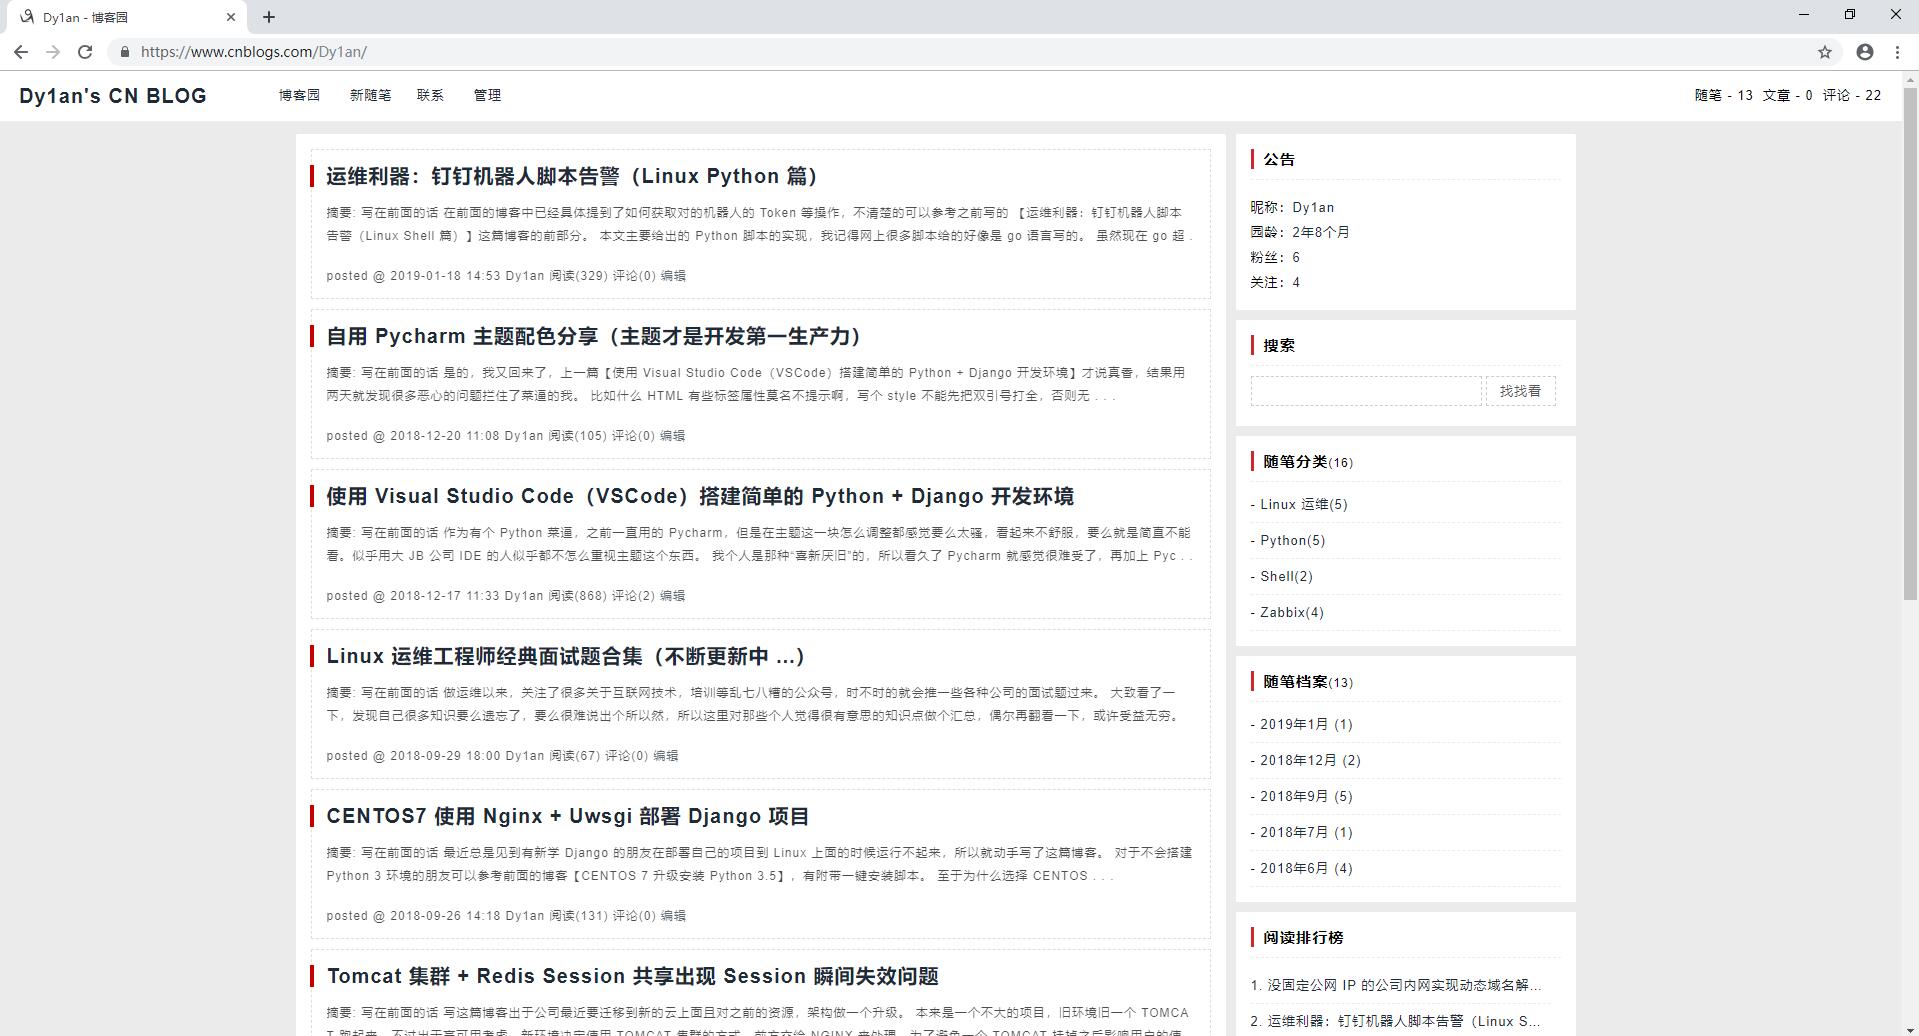 Dy1an - 博客园
https://www.cnblogs.com/Dy1an/
Dy1an's CN BLOG
博客园 新随笔 联系 管理
随笔 - 13 文章 - 0 评论 - 22
运维利器：钉钉机器人脚本告警（Linux Python 篇）
摘要: 写在前面的话 在前面的博客中已经具体提到了如何获取对的机器人的 Token 等操作，不清楚的可以参考之前写的 【运维利器：钉钉机器人脚本
告警（Linux Shell 篇）】这篇博客的前部分。 本文主要给出的 Python 脚本的实现，我记得网上很多脚本给的好像是 go 语言写的。 虽然现在 go 超 .
posted @ 2019-01-18 14:53 Dy1an 阅读(329) 评论(0) 编辑
自用 Pycharm 主题配色分享（主题才是开发第一生产力）
摘要: 写在前面的话 是的，我又回来了，上一篇【使用 Visual Studio Code（VSCode）搭建简单的 Python + Django 开发环境】才说真香，结果用
两天就发现很多恶心的问题拦住了菜逼的我。 比如什么 HTML 有些标签属性莫名不提示啊，写个 style 不能先把双引号打全，否则无 . . .
posted @ 2018-12-20 11:08 Dy1an 阅读(105) 评论(0) 编辑
使用 Visual Studio Code（VSCode）搭建简单的 Python + Django 开发环境
摘要: 写在前面的话 作为有个 Python 菜逼，之前一直用的 Pycharm，但是在主题这一块怎么调整都感觉要么太骚，看起来不舒服，要么就是简直不能
看。似乎用大 JB 公司 IDE 的人似乎都不怎么重视主题这个东西。 我个人是那种“喜新厌旧”的，所以看久了 Pycharm 就感觉很难受了，再加上 Pyc . .
posted @ 2018-12-17 11:33 Dy1an 阅读(868) 评论(2) 编辑
Linux 运维工程师经典面试题合集（不断更新中 ...）
摘要: 写在前面的话 做运维以来，关注了很多关于互联网技术，培训等乱七八糟的公众号，时不时的就会推一些各种公司的面试题过来。 大致看了一
下，发现自己很多知识要么遗忘了，要么很难说出个所以然，所以这里对那些个人觉得很有意思的知识点做个汇总，偶尔再翻看一下，或许受益无穷。
posted @ 2018-09-29 18:00 Dy1an 阅读(67) 评论(0) 编辑
CENTOS7 使用 Nginx + Uwsgi 部署 Django 项目
摘要: 写在前面的话 最近总是见到有新学 Django 的朋友在部署自己的项目到 Linux 上面的时候运行不起来，所以就动手写了这篇博客。 对于不会搭建
Python 3 环境的朋友可以参考前面的博客【CENTOS 7 升级安装 Python 3.5】，有附带一键安装脚本。 至于为什么选择 CENTOS . . .
posted @ 2018-09-26 14:18 Dy1an 阅读(131) 评论(0) 编辑
Tomcat 集群 + Redis Session 共享出现 Session 瞬间失效问题
摘要: 写在前面的话 写这篇博客出于公司最近要迁移到新的云上面且对之前的资源，架构做一个升级。 本来是一个不大的项目，旧环境旧一个 TOMCA
公告
昵称：Dy1an
园龄：2年8个月
粉丝：6
关注：4
搜索
找找看
随笔分类(16)
- Linux 运维(5)
- Python(5)
- Shell(2)
- Zabbix(4)
随笔档案(13)
- 2019年1月 (1)
- 2018年12月 (2)
- 2018年9月 (5)
- 2018年7月 (1)
- 2018年6月 (4)
阅读排行榜
1. 没固定公网 IP 的公司内网实现动态域名解...
2. 运维利器：钉钉机器人脚本告警（Linux S...